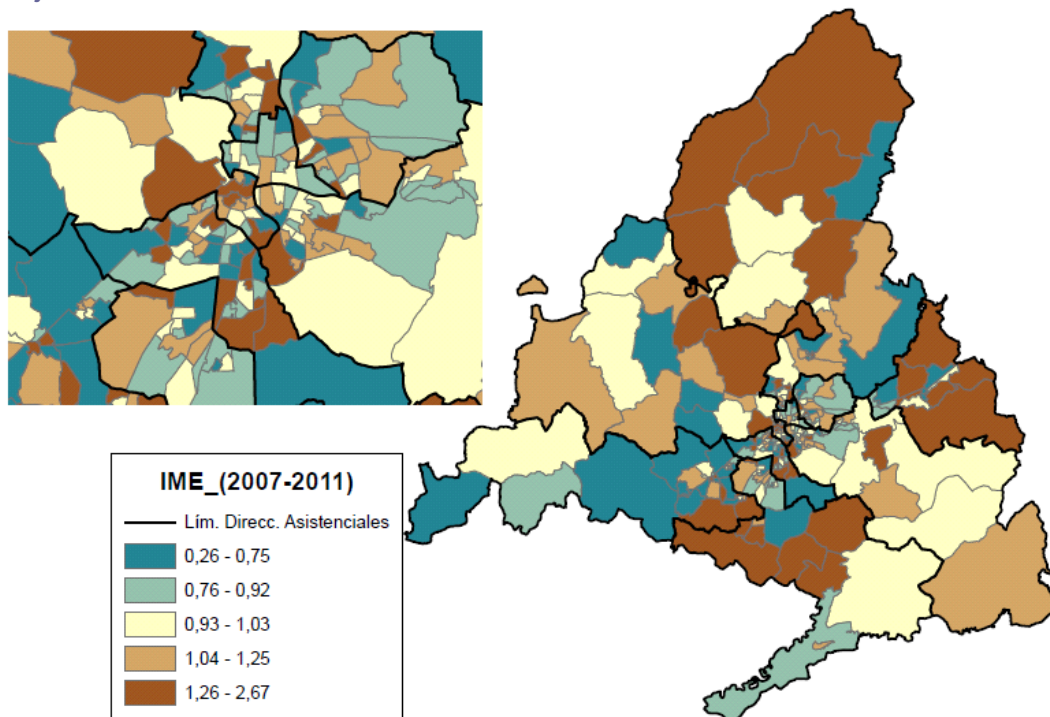 IME_(2007-2011)
Lím. Direcc. Asistenciales
0,26 - 0,75
0,76 - 0,92
0,93 - 1,03
1,04 - 1,25
1,26 - 2,67